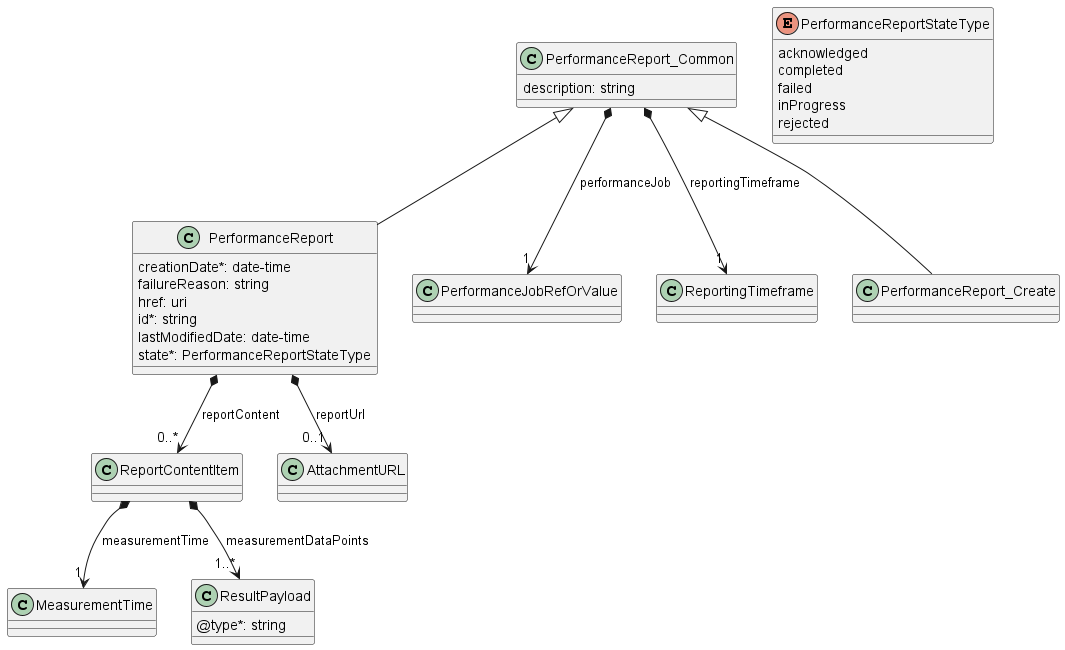 E PerformanceReportStateType
acknowledged
completed
failed
inProgress
rejected
C PerformanceReport_Common
description: string
performanceJob
reportingTimeframe
1
1
C PerformanceReport
creationDate*: date-time
failureReason: string
href: uri
id*: string
lastModifiedDate: date-time
state*: PerformanceReportStateType
C PerformanceJobRefOrValue
C ReportingTimeframe
C PerformanceReport_Create
reportContent
reportUrl
0..*
0..1
C ReportContentItem
C AttachmentURL
measurementTime
measurementDataPoints
1
1..*
C MeasurementTime
C ResultPayload
@type*: string